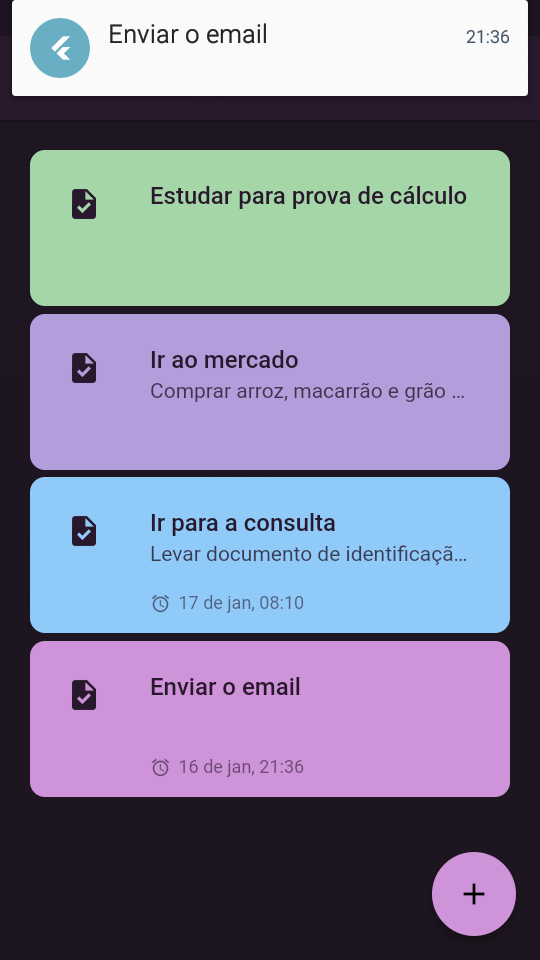 Enviar o email
21:36
Estudar para prova de cálculo
Ir ao mercado
Comprar arroz, macarrão e grão ...
Ir para a consulta
Levar documento de identificaçã...
17 de jan, 08:10
Enviar o email
16 de jan, 21:36